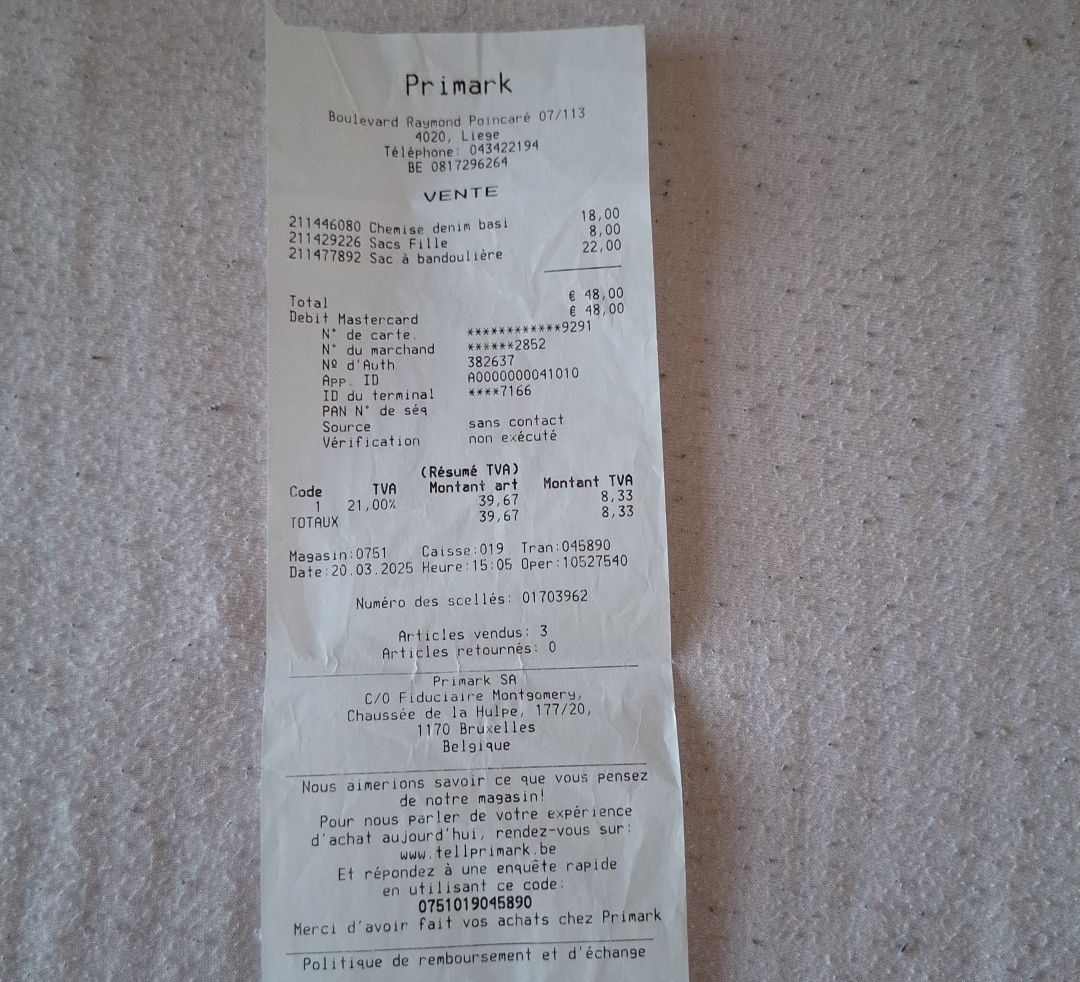 Primark
Boulevard Raymond Poincaré 07/113
4020, Liege
Téléphone: 043422194
BE 0817296264
VENTE
211446080 Chemise denim basi 18,00
211429226 Sacs Fille 8,00
211477892 Sac à bandoulière 22,00
Total € 48,00
Debit Mastercard € 48,00
N° de carte. ************9291
N° du marchand ******2852
Nº d'Auth 382637
App. ID A0000000041010
ID du terminal ****7166
PAN N° de séq
Source sans contact
Vérification non exécuté
(Résumé TVA)
Code TVA Montant art Montant TVA
1 21,00% 39,67 8,33
TOTAUX 39,67 8,33
Magasin:0751 Caisse:019 Tran:045890
Date:20.03.2025 Heure:15:05 Oper:10527540
Numéro des scellés: 01703962
Articles vendus: 3
Articles retournés: 0
Primark SA
C/O Fiduciaire Montgomery,
Chaussée de la Hulpe, 177/20,
1170 Bruxelles
Belgique
Nous aimerions savoir ce que vous pensez
de notre magasin!
Pour nous parler de votre expérience
d'achat aujourd'hui, rendez-vous sur:
www.tellprimark.be
Et répondez à une enquête rapide
en utilisant ce code:
0751019045890
Merci d'avoir fait vos achats chez Primark
Politique de remboursement et d'échange